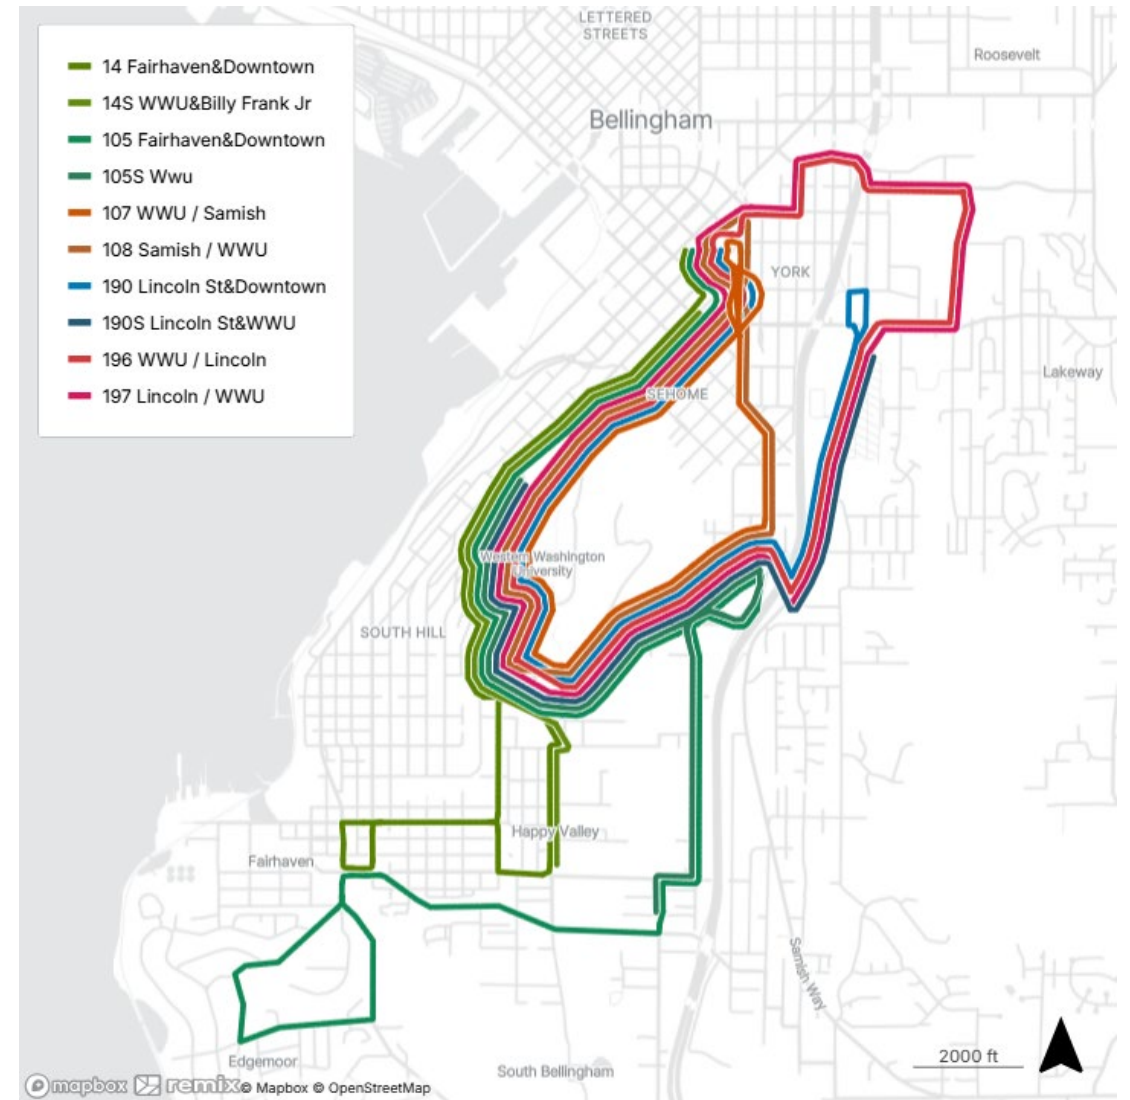 LETTERED
STREETS
Roosevelt
Bellingham
14 Fairhaven&Downtown
14S WWU&Billy Frank Jr
105 Fairhaven&Downtown
105S Wwu
107 WWU / Samish
108 Samish / WWU
190 Lincoln St&Downtown
190S Lincoln St&WWU
196 WWU / Lincoln
197 Lincoln / WWU
YORK
Lakeway
SEHOME
Western Washington
University
SOUTH HILL
Happy Valley
Fairhaven
Samish Way
Edgemoor
South Bellingham
2000 ft
mapbox remix © Mapbox © OpenStreetMap